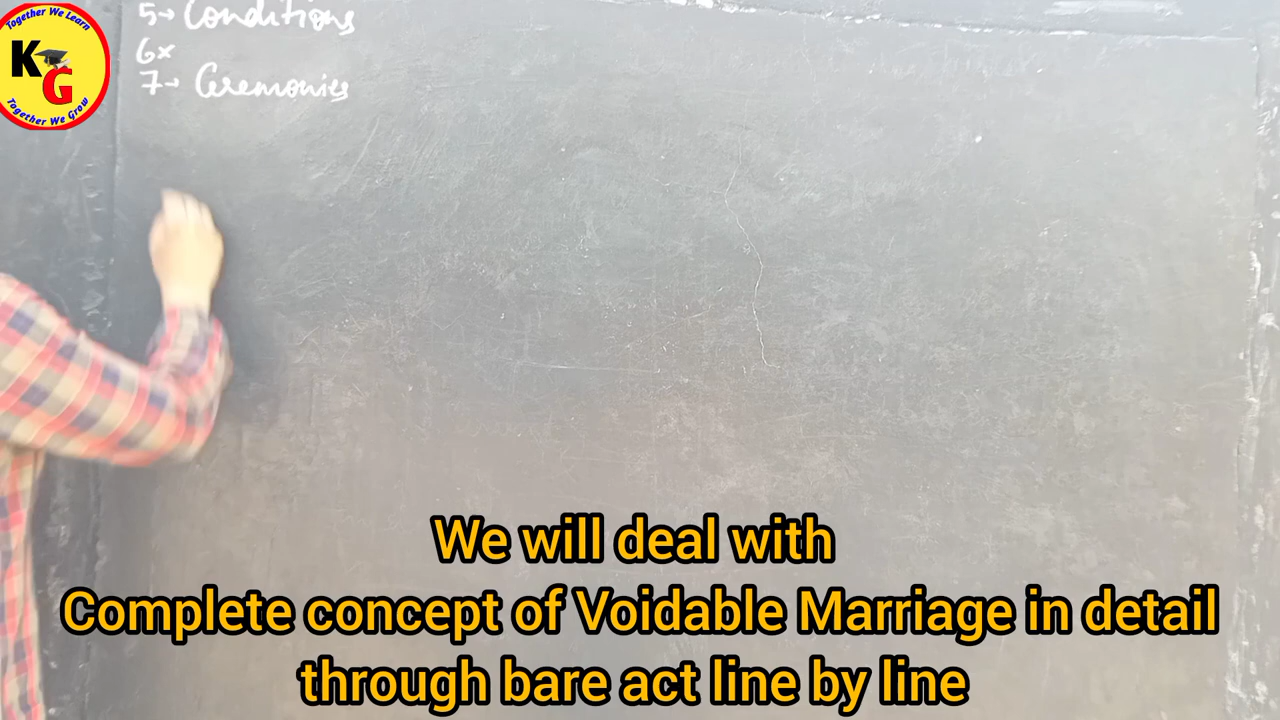 Together We Learn
KG
Together We Grow
5→ Conditions
6x
7→ Ceremonies
We will deal with
Complete concept of Voidable Marriage in detail
through bare act line by line